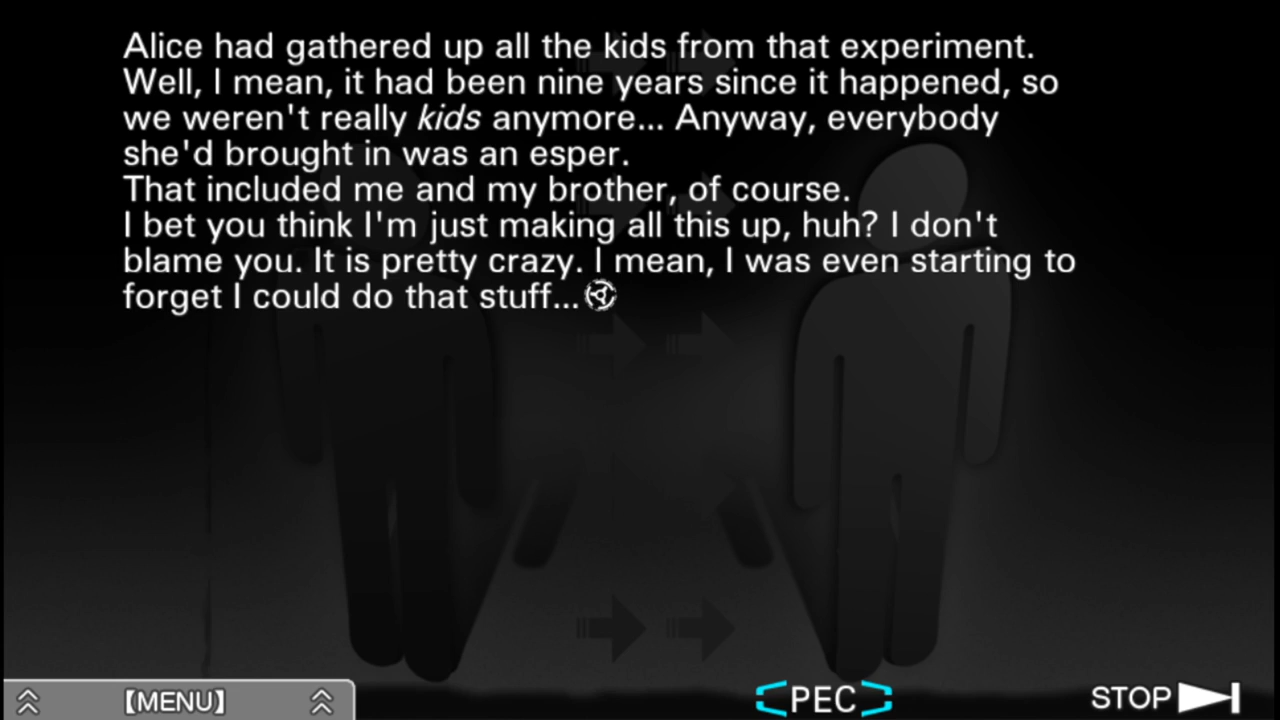 Alice had gathered up all the kids from that experiment.
Well, I mean, it had been nine years since it happened, so
we weren't really kids anymore... Anyway, everybody
she'd brought in was an esper.
That included me and my brother, of course.
I bet you think I'm just making all this up, huh? I don't
blame you. It is pretty crazy. I mean, I was even starting to
forget I could do that stuff...
【MENU】
PEC
STOP